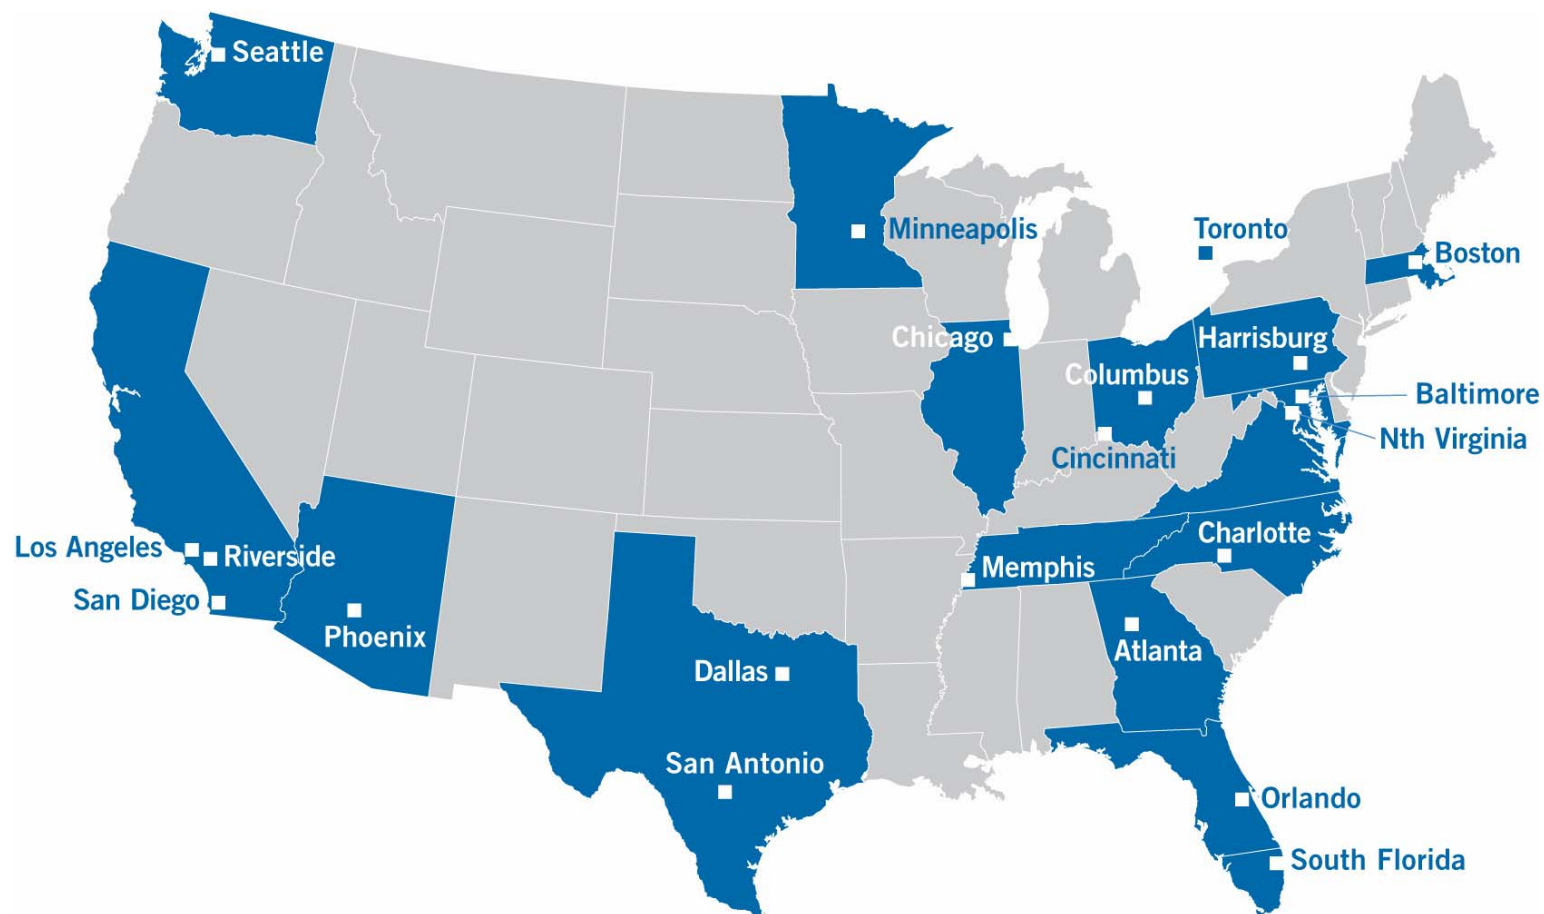 Seattle
Minneapolis
Toronto
Boston
Chicago
Harrisburg
Columbus
Baltimore
Nth Virginia
Cincinnati
Charlotte
Los Angeles
Riverside
Memphis
San Diego
Phoenix
Atlanta
Dallas
San Antonio
Orlando
South Florida